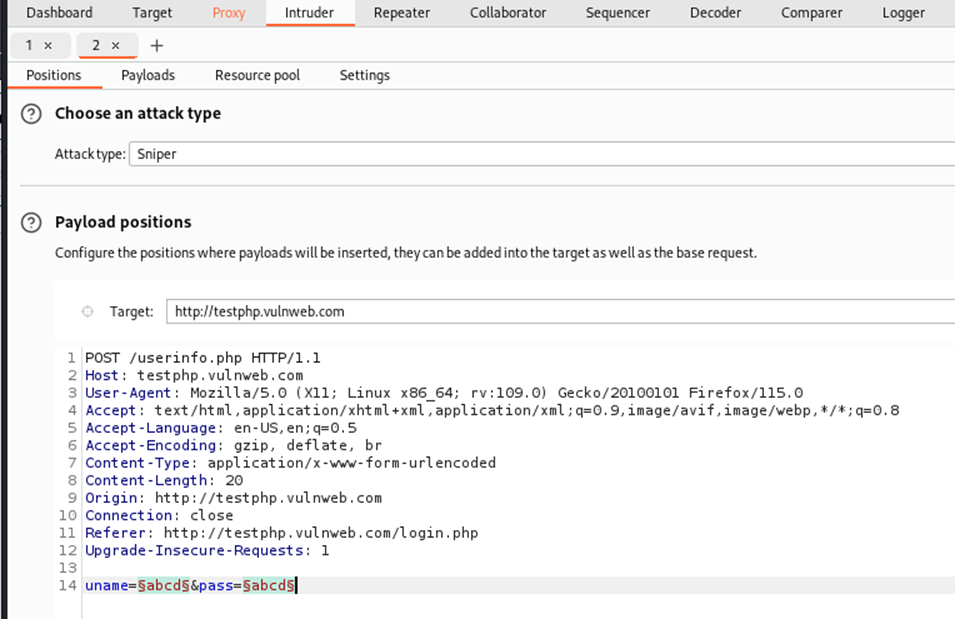 Dashboard Target Proxy Intruder Repeater Collaborator Sequencer Decoder Comparer Logger
1 × 2 × +
Positions Payloads Resource pool Settings
? Choose an attack type
Attack type: Sniper
? Payload positions
Configure the positions where payloads will be inserted, they can be added into the target as well as the base request.
Target: http://testphp.vulnweb.com
1 POST /userinfo.php HTTP/1.1
2 Host: testphp.vulnweb.com
3 User-Agent: Mozilla/5.0 (X11; Linux x86_64; rv:109.0) Gecko/20100101 Firefox/115.0
4 Accept: text/html,application/xhtml+xml,application/xml;q=0.9,image/avif,image/webp,*/*;q=0.8
5 Accept-Language: en-US,en;q=0.5
6 Accept-Encoding: gzip, deflate, br
7 Content-Type: application/x-www-form-urlencoded
8 Content-Length: 20
9 Origin: http://testphp.vulnweb.com
10 Connection: close
11 Referer: http://testphp.vulnweb.com/login.php
12 Upgrade-Insecure-Requests: 1
13
14 uname=§abcd§&pass=§abcd§